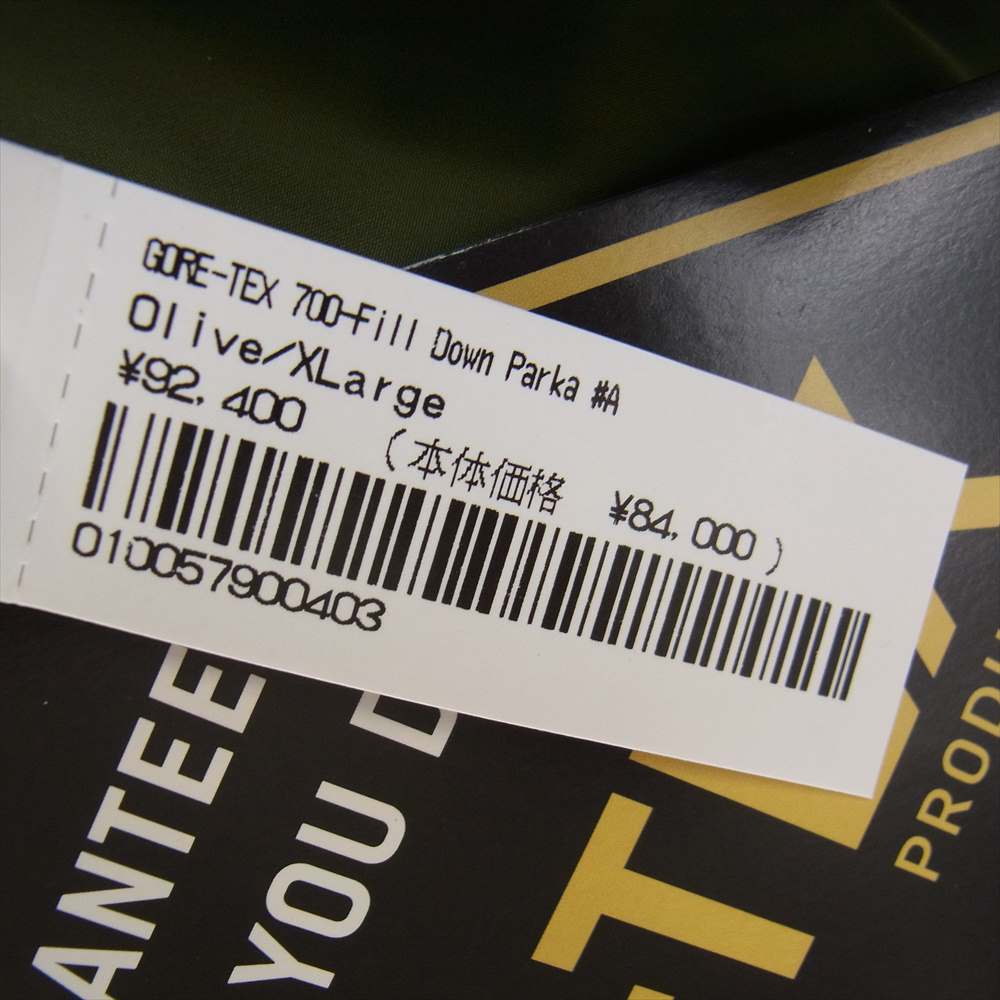 GORE-TEX 700-Fill Down Parka #A
Olive/XLarge
¥92,400 (本体価格 ¥84,000)
010057900403
ANTEE
YOU D
PRODU